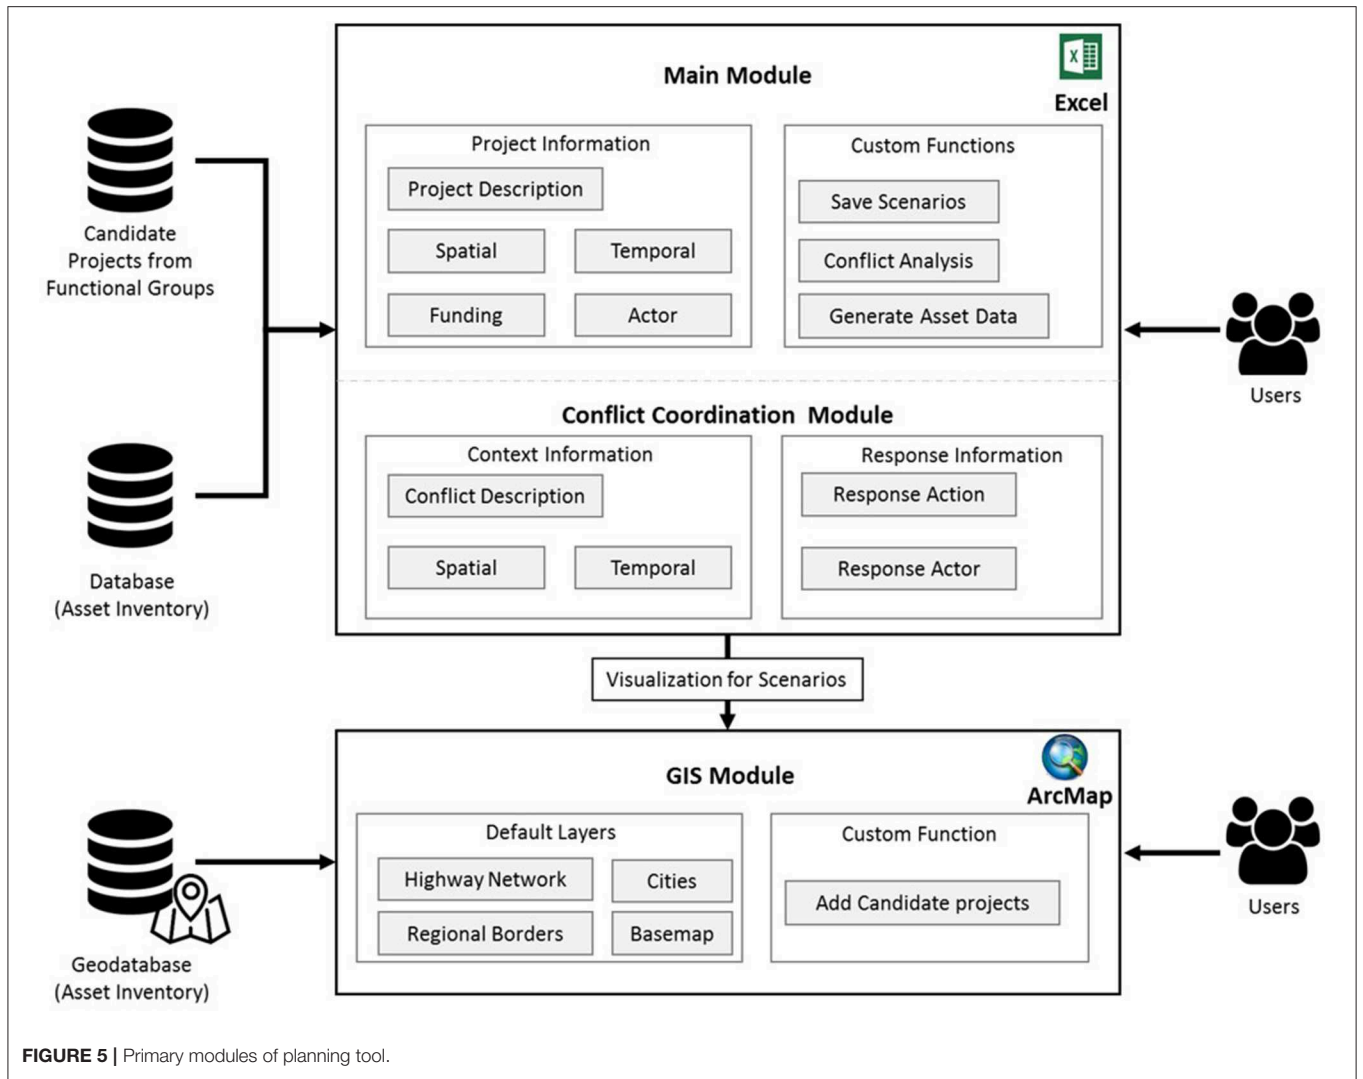 Main Module
Excel
Project Information
Project Description
Spatial
Temporal
Funding
Actor
Custom Functions
Save Scenarios
Conflict Analysis
Generate Asset Data
Candidate
Projects from
Functional Groups
Users
Conflict Coordination Module
Context Information
Conflict Description
Spatial
Temporal
Response Information
Response Action
Response Actor
Database
(Asset Inventory)
Visualization for Scenarios
GIS Module
ArcMap
Default Layers
Highway Network
Cities
Regional Borders
Basemap
Custom Function
Add Candidate projects
Geodatabase
(Asset Inventory)
Users
FIGURE 5 | Primary modules of planning tool.